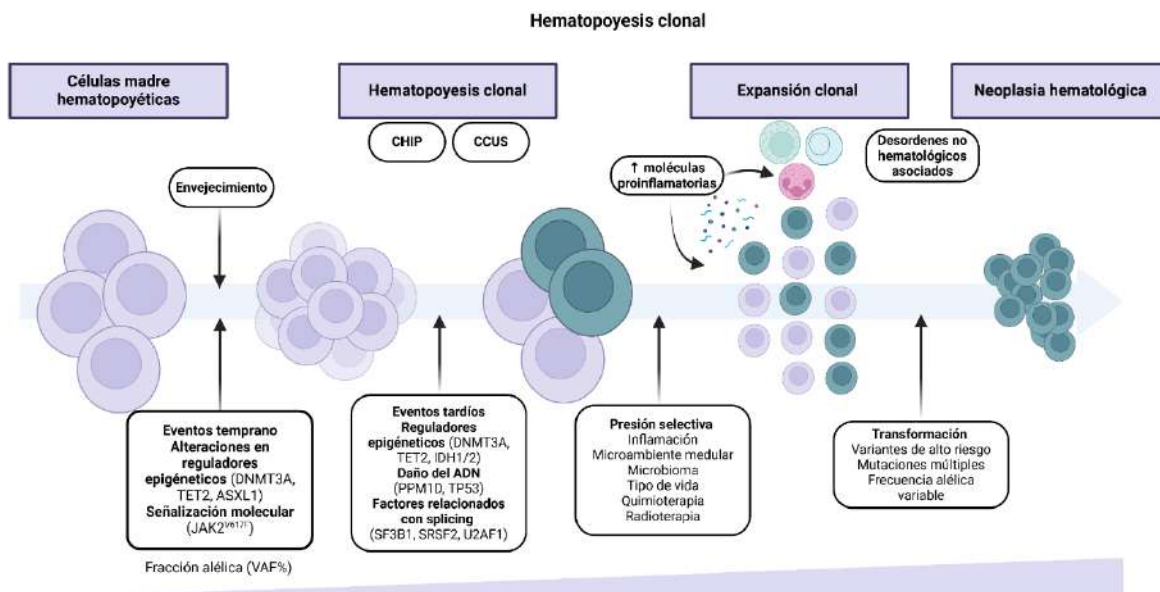 Hematopoyesis clonal
Células madre
hematopoyéticas
Hematopoyesis clonal
Expansión clonal
Neoplasia hematológica
CHIP
CCUS
Desordenes no
hematológicos
asociados
↑ moléculas
proinflamatorias
Envejecimiento
Eventos temprano
Alteraciones en
reguladores
epigéneticos (DNMT3A,
TET2, ASXL1)
Señalización molecular
(JAK2V617F)
Eventos tardíos
Reguladores
epigénéticos (DNMT3A,
TET2, IDH1/2)
Daño del ADN
(PPM1D, TP53)
Factores relacionados
con splicing
(SF3B1, SRSF2, U2AF1)
Presión selectiva
Inflamación
Microambiente medular
Microbioma
Tipo de vida
Quimioterapia
Radioterapia
Transformación
Variantes de alto riesgo
Mutaciones múltiples
Frecuencia alélica
variable
Fracción alélica (VAF%)